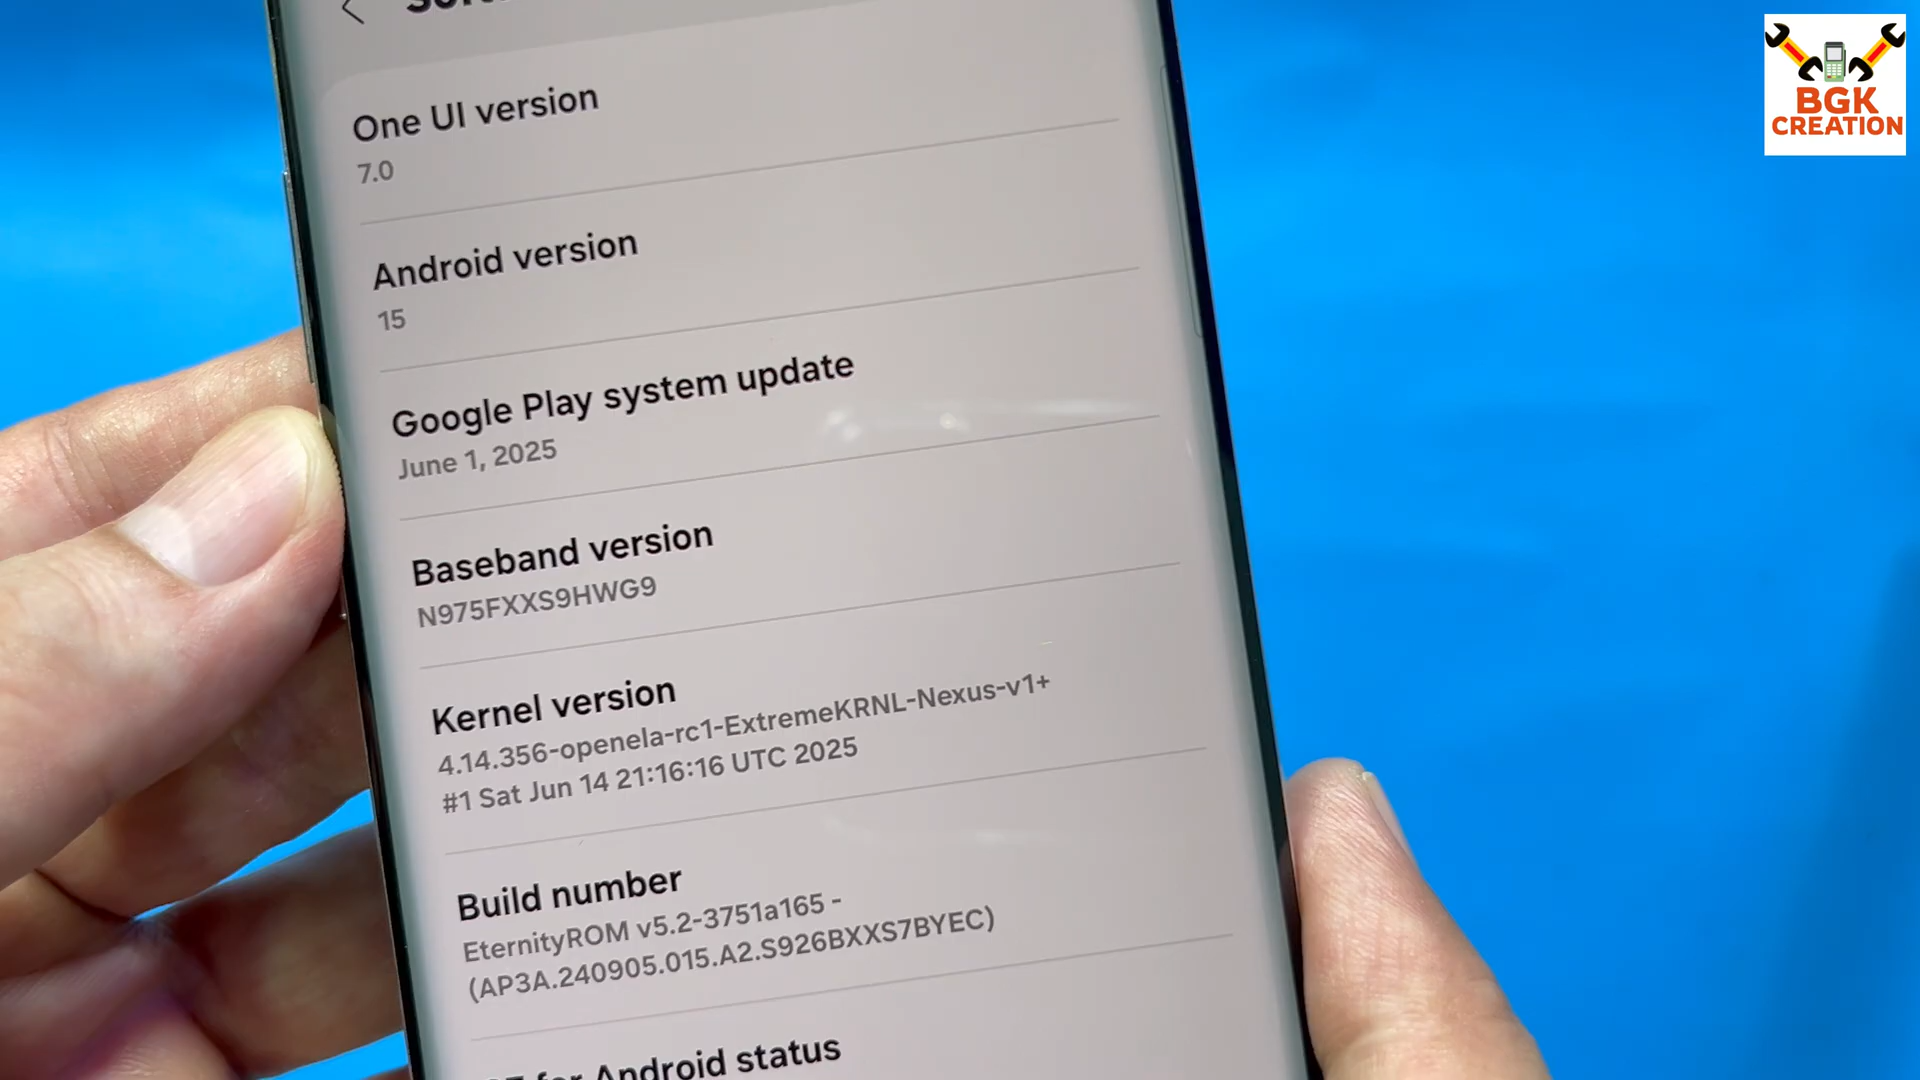 BGK
CREATION
One UI version
7.0
Android version
15
Google Play system update
June 1, 2025
Baseband version
N975FXXS9HWG9
Kernel version
4.14.356-openela-rc1-ExtremeKRNL-Nexus-v1+
#1 Sat Jun 14 21:16:16 UTC 2025
Build number
EternityROM v5.2-3751a165 -
(AP3A.240905.015.A2.S926BXXS7BYEC)
for Android status